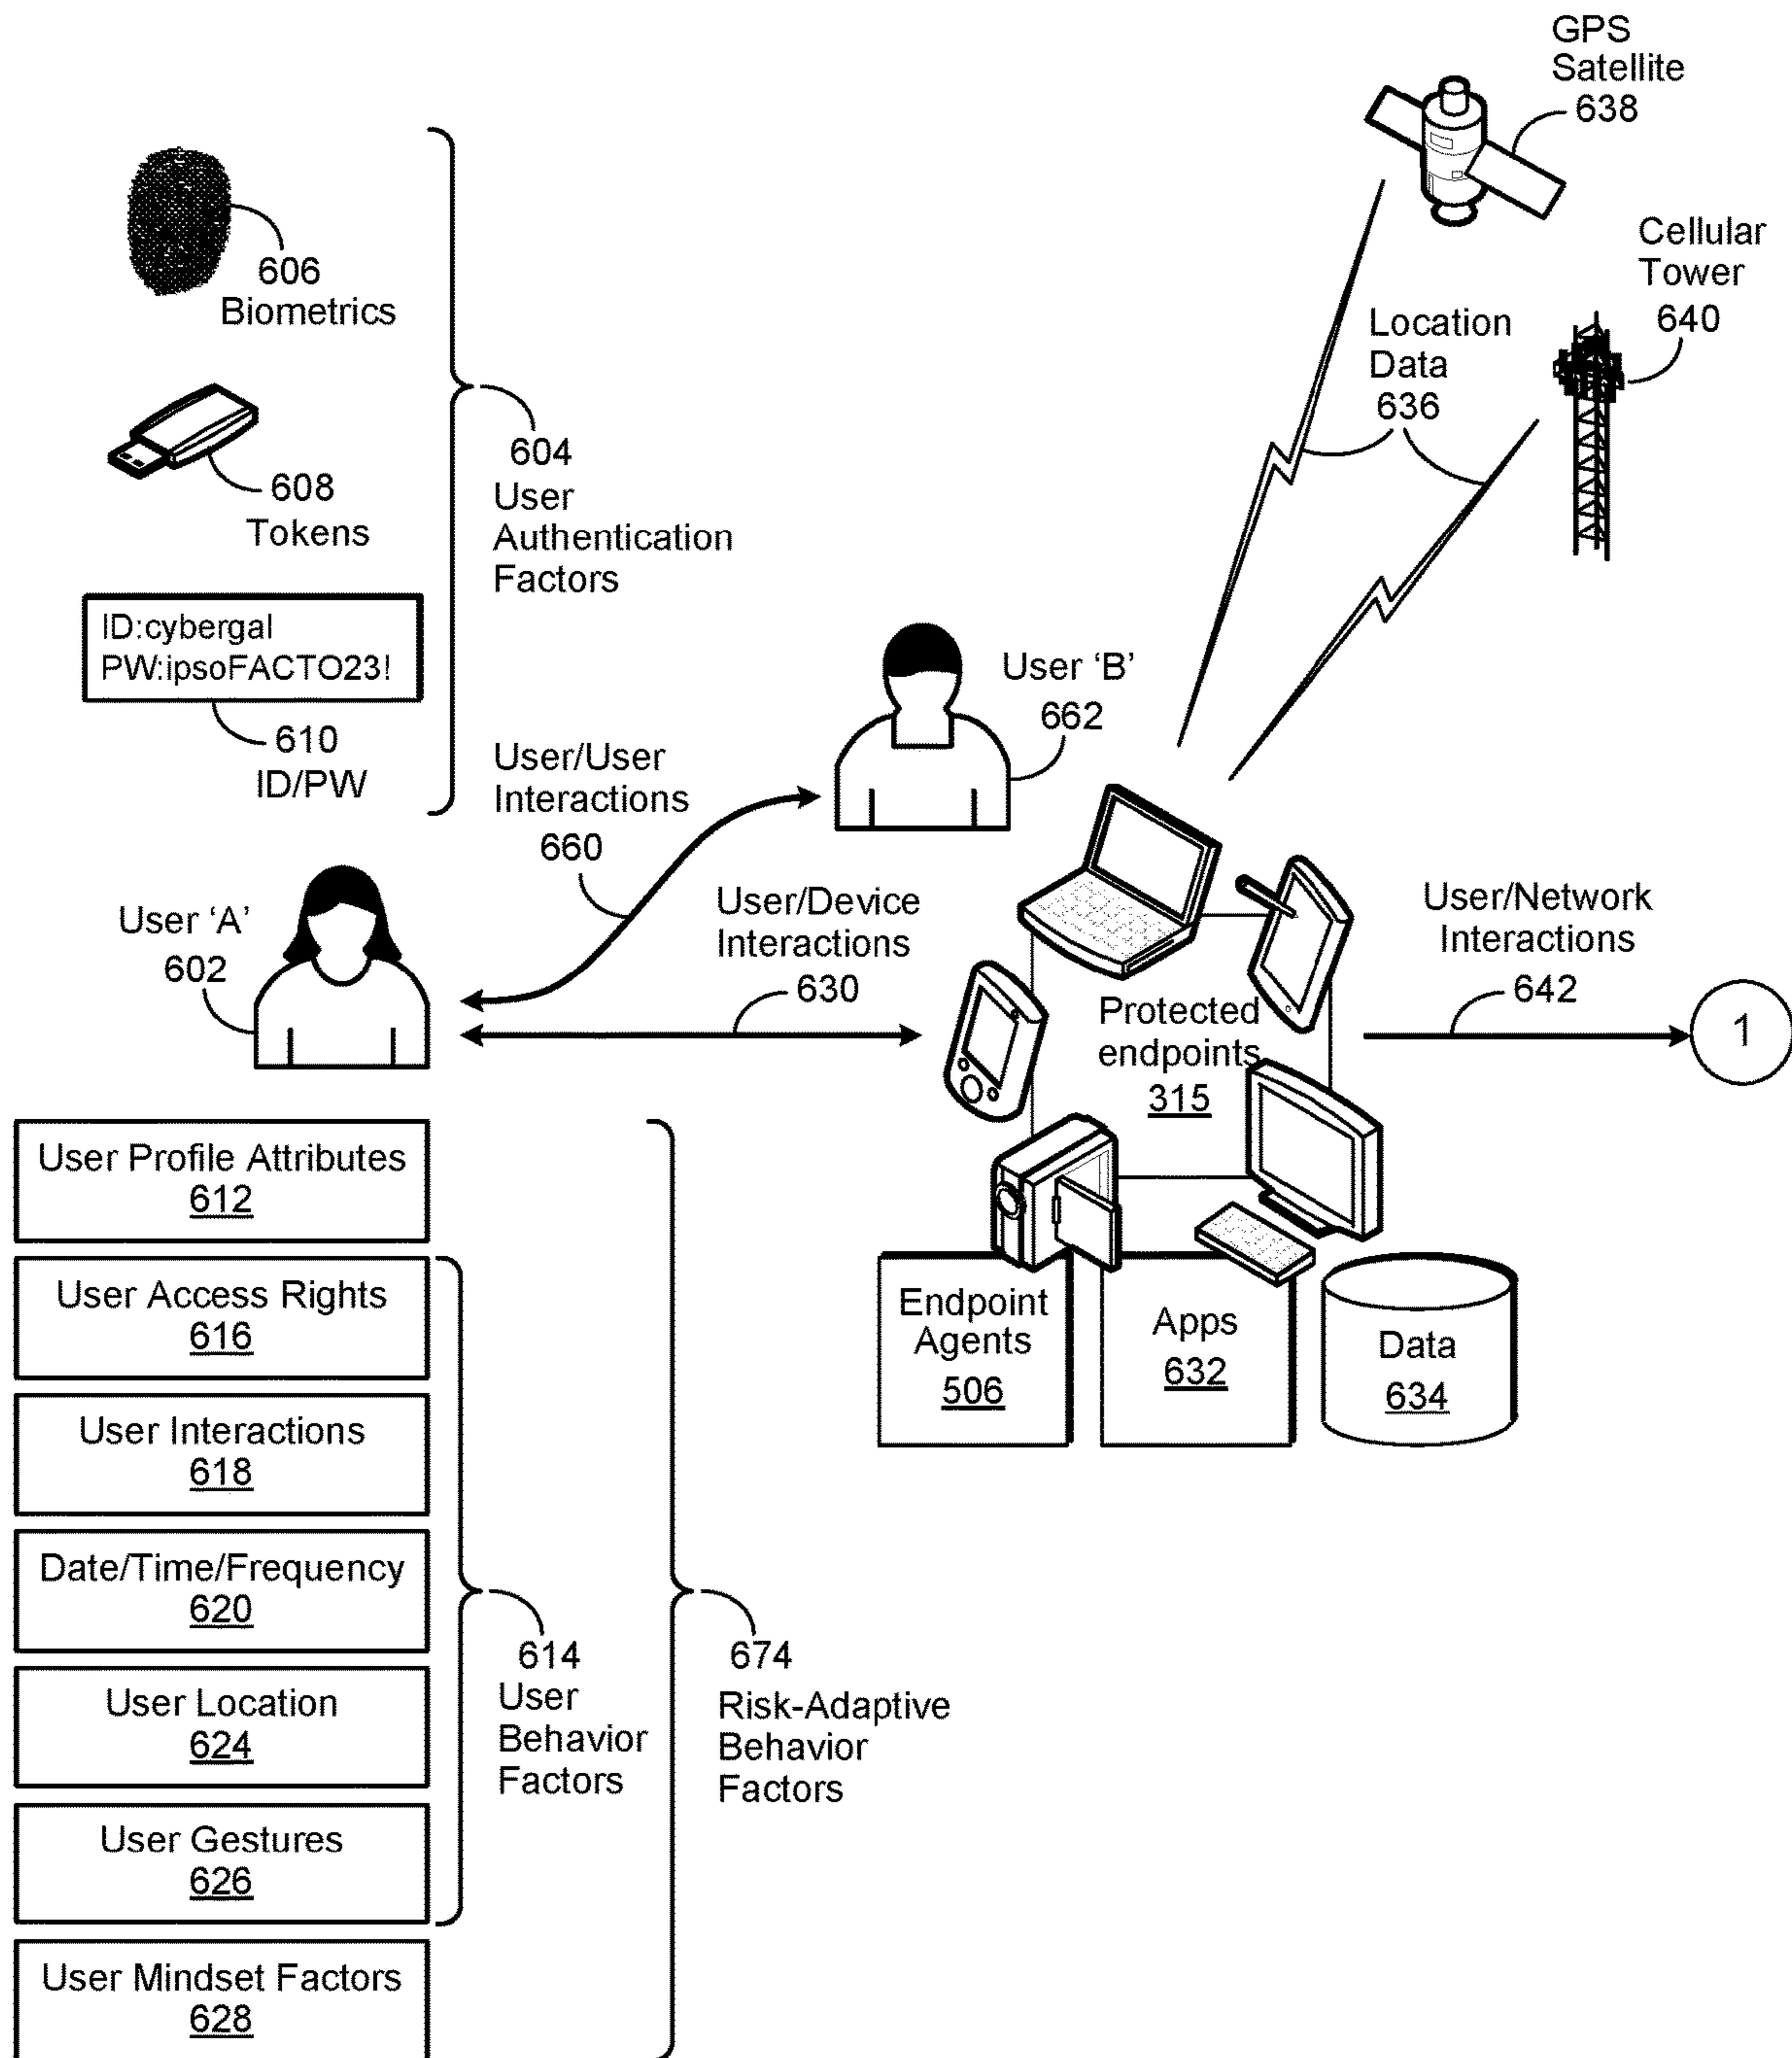 GPS
Satellite
638
Cellular
Tower
640
Location
Data
636
606
Biometrics
608
Tokens
604
User
Authentication
Factors
ID:cybergal
PW:ipsoFACTO23!
610
ID/PW
User 'B'
662
User/User
Interactions
660
User 'A'
602
User/Device
Interactions
630
User/Network
Interactions
642
1
Protected
endpoints
315
Endpoint
Agents
506
Apps
632
Data
634
User Profile Attributes
612
User Access Rights
616
User Interactions
618
Date/Time/Frequency
620
User Location
624
User Gestures
626
User Mindset Factors
628
614
User
Behavior
Factors
674
Risk-Adaptive
Behavior
Factors